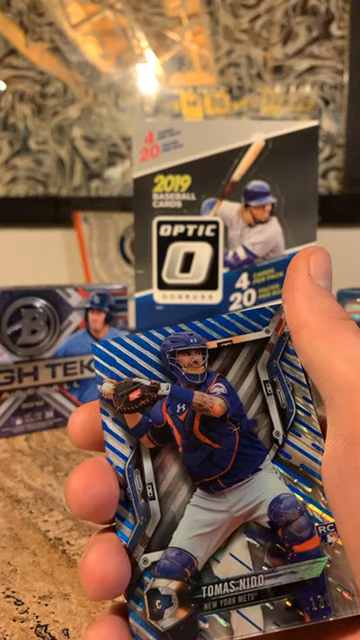 4
20
2019
BASEBALL
CARDS
OPTIC
O
DONRUSS
4 CARDS
PER PACK
20 PACKS
PER BOX
B
GH TEK
RC
C
TOMAS NIDO
NEW YORK METS